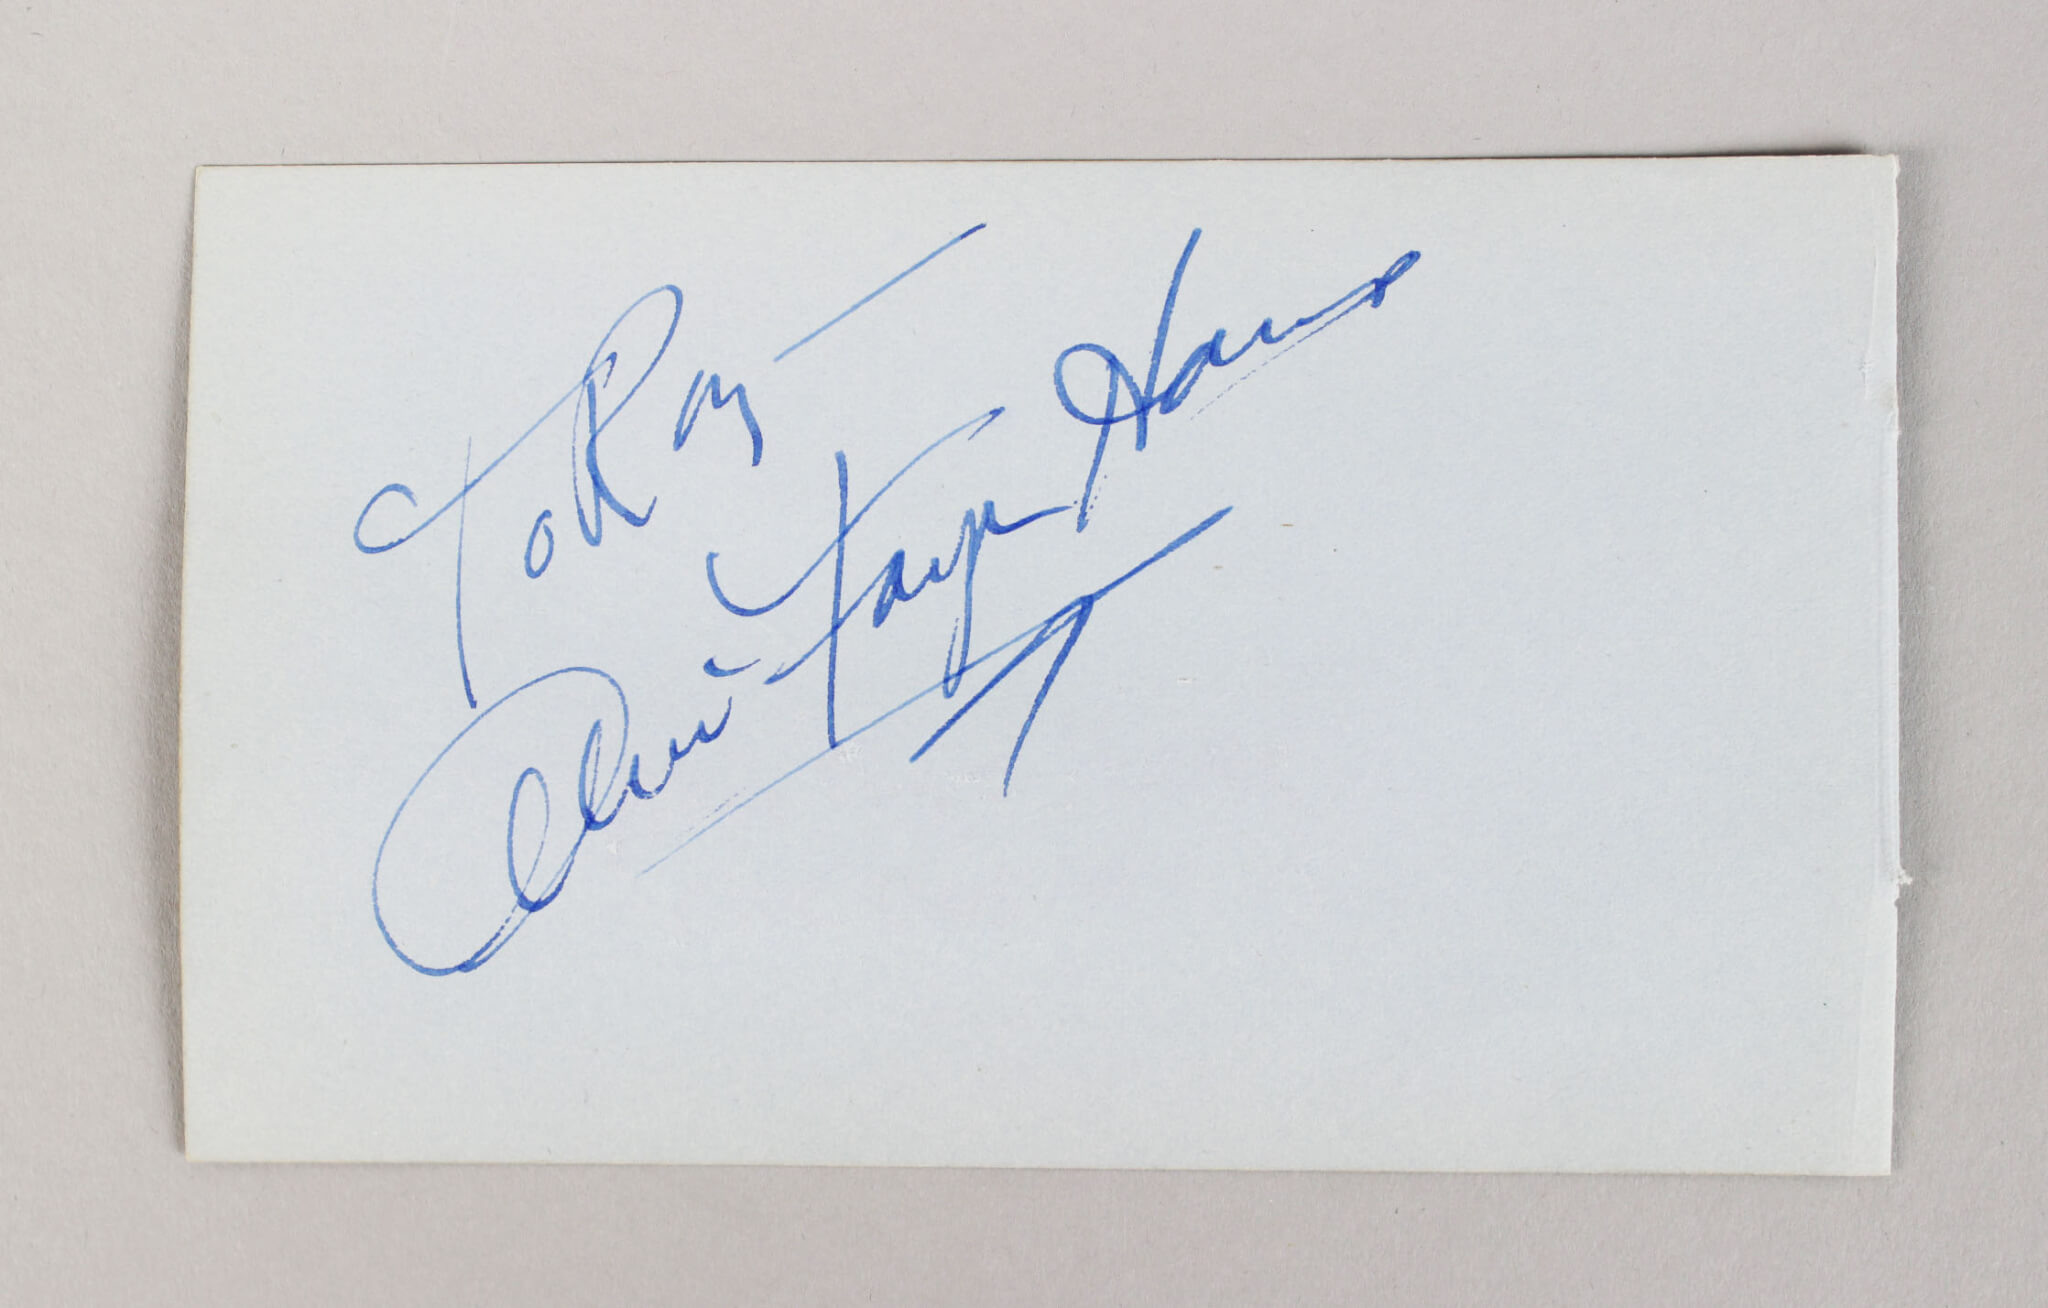 To Ray —
Alice Faye Harris